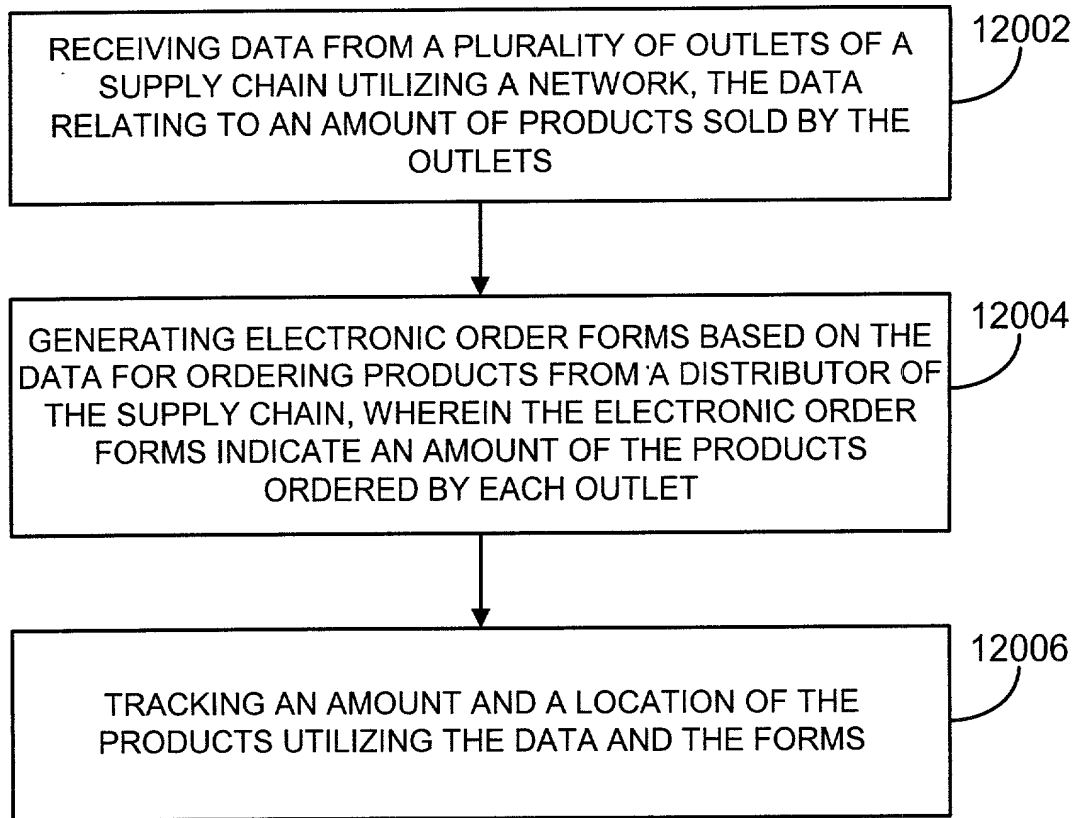 RECEIVING DATA FROM A PLURALITY OF OUTLETS OF A
SUPPLY CHAIN UTILIZING A NETWORK, THE DATA
RELATING TO AN AMOUNT OF PRODUCTS SOLD BY THE
OUTLETS
12002
GENERATING ELECTRONIC ORDER FORMS BASED ON THE
DATA FOR ORDERING PRODUCTS FROM A DISTRIBUTOR OF
THE SUPPLY CHAIN, WHEREIN THE ELECTRONIC ORDER
FORMS INDICATE AN AMOUNT OF THE PRODUCTS
ORDERED BY EACH OUTLET
12004
TRACKING AN AMOUNT AND A LOCATION OF THE
PRODUCTS UTILIZING THE DATA AND THE FORMS
12006